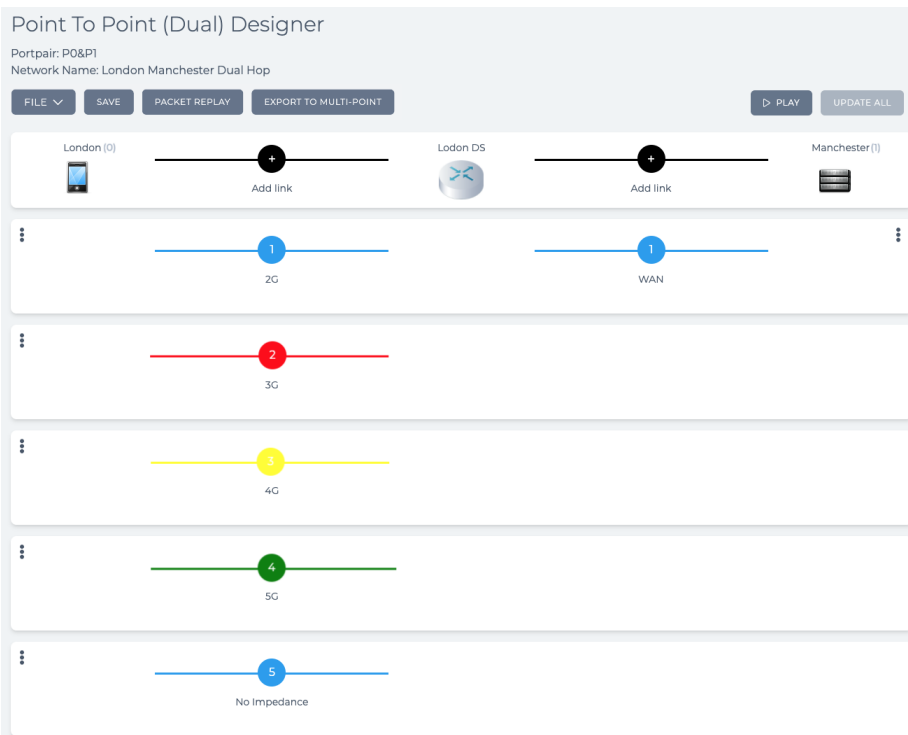 Point To Point (Dual) Designer
Portpair: P0&P1
Network Name: London Manchester Dual Hop
FILE SAVE PACKET REPLAY EXPORT TO MULTI-POINT PLAY UPDATE ALL
London (0) Lodon DS Manchester (1)
+ +
Add link Add link
1 1
2G WAN
2
3G
3
4G
4
5G
5
No Impedance